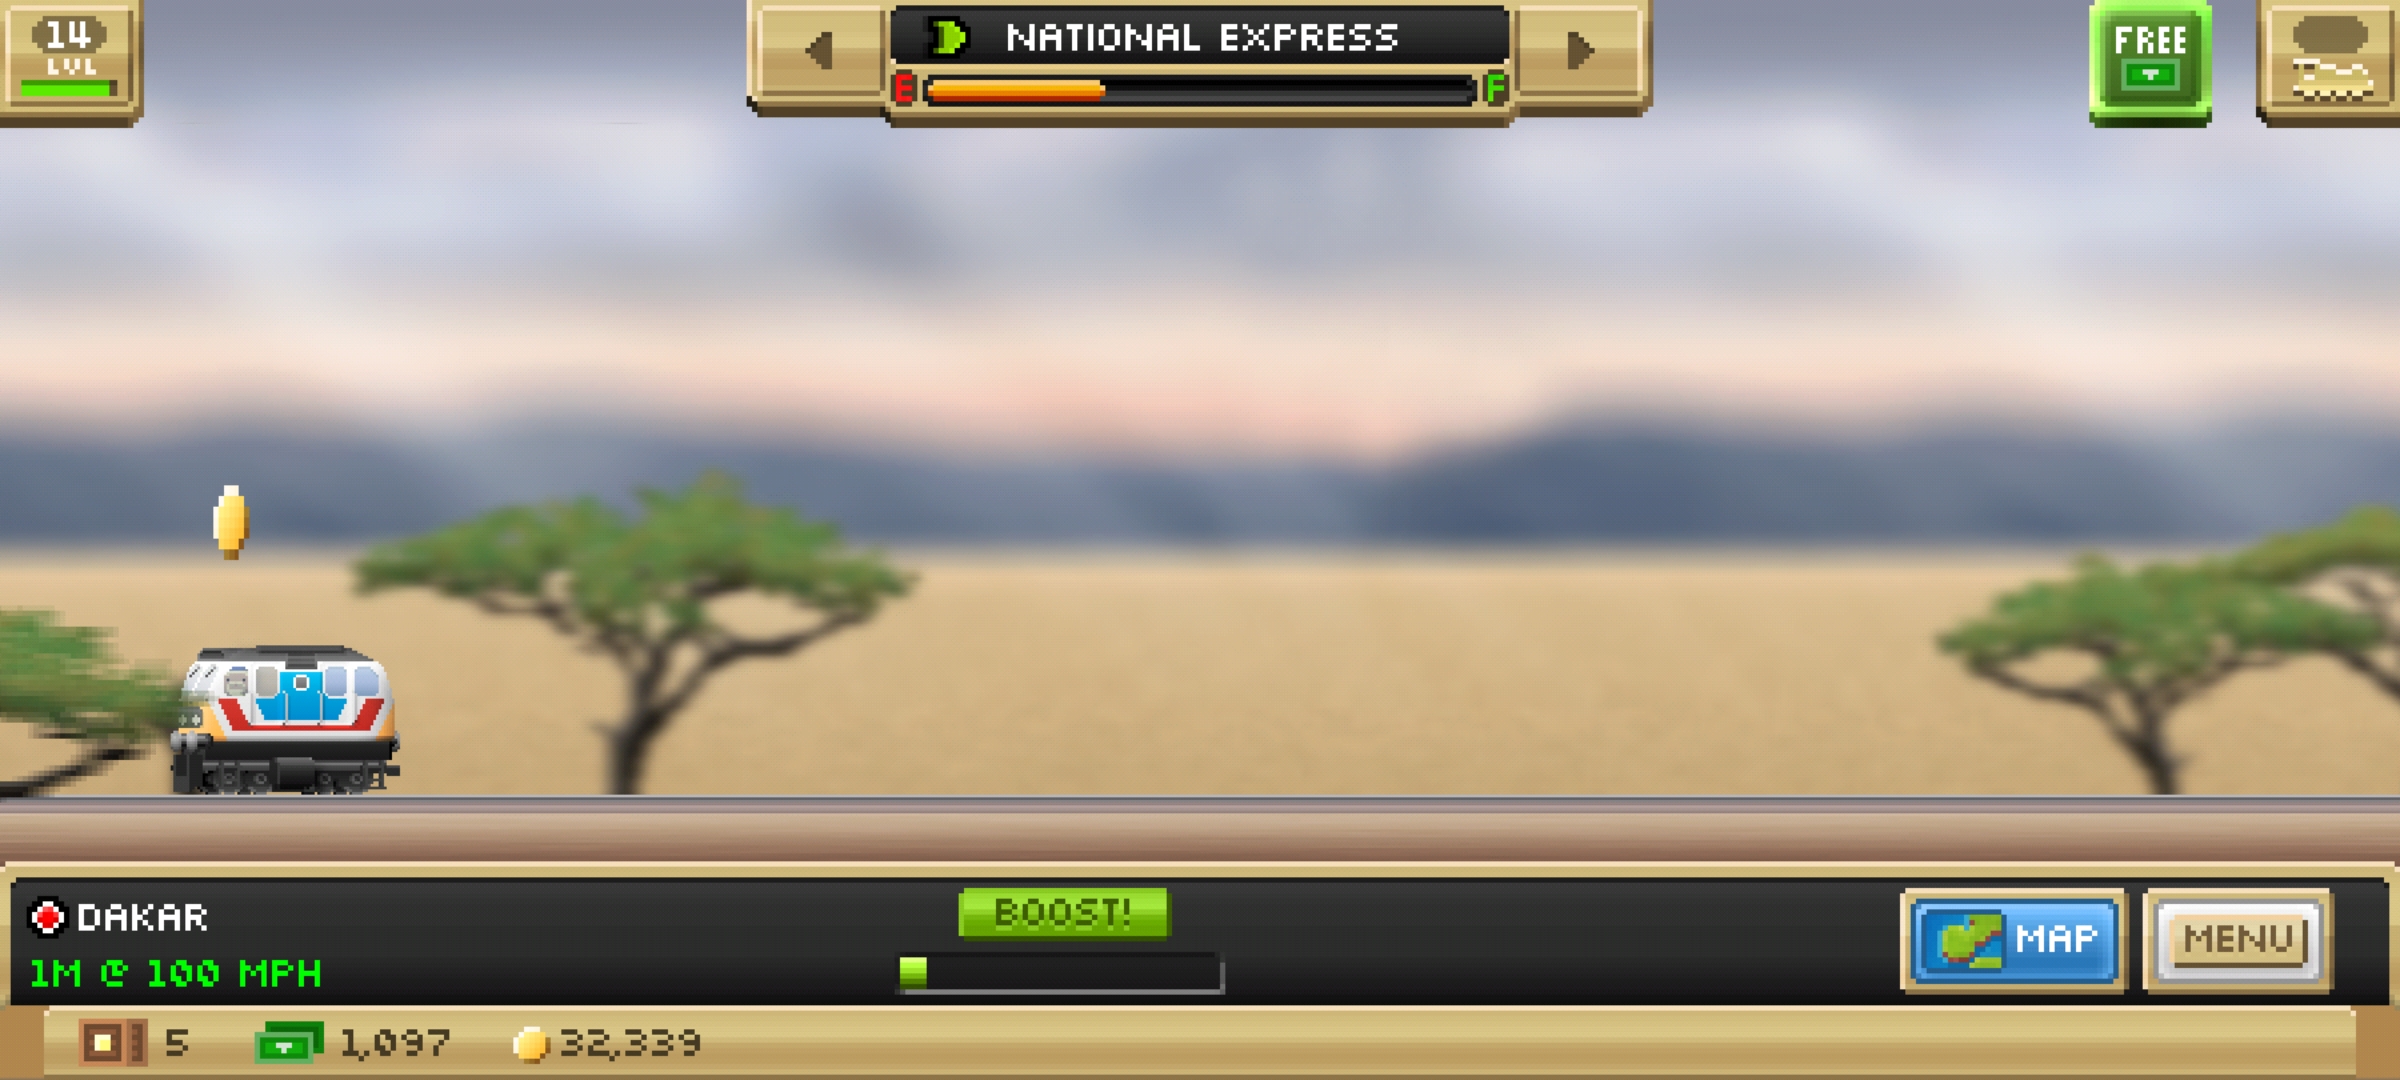 14
LVL
NATIONAL EXPRESS
E F
FREE
DAKAR
1M @ 100 MPH
BOOST!
MAP
MENU
5
1,097
32,339